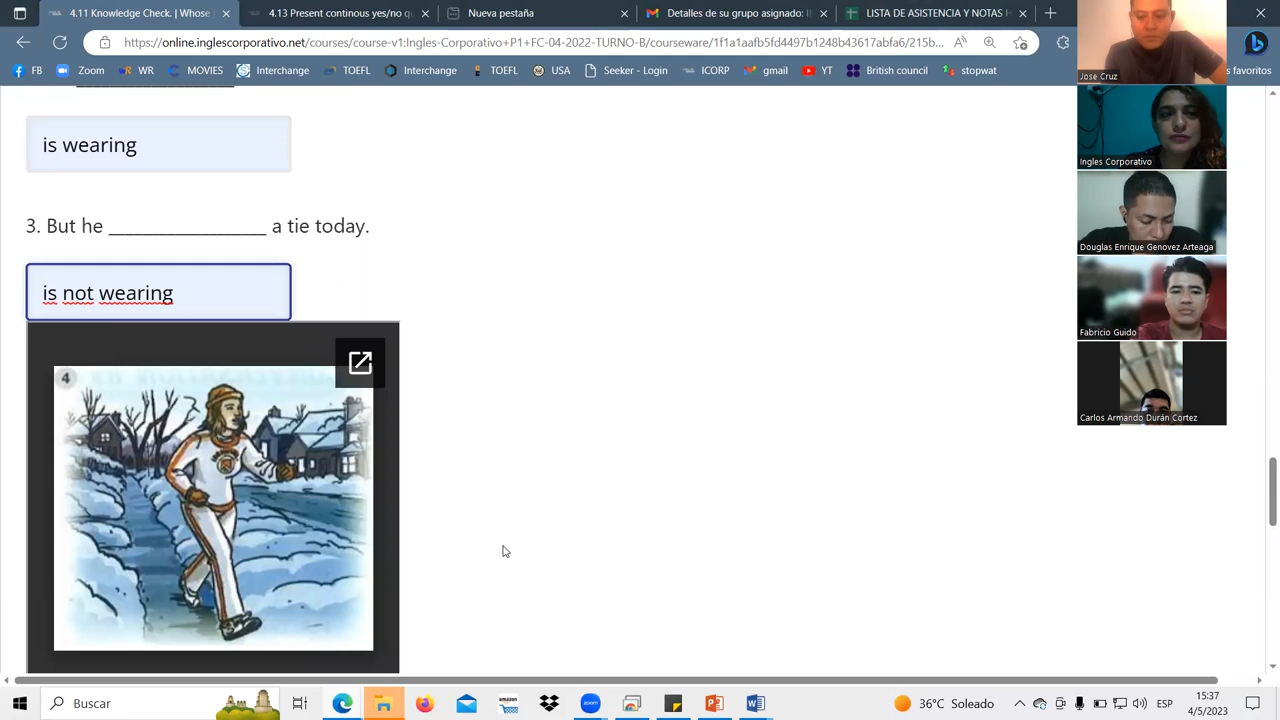 4.11 Knowledge Check. [Whose
4.13 Present continous yes/no qu
Nueva pestaña
Detalles de su grupo asignado:
LISTA DE ASISTENCIA Y NOTAS
https://online.inglescorporativo.net/courses/course-v1:Ingles-Corporativo+P1+FC-04-2022-TURNO-B/courseware/1f1a1aafb5fd4497b1248b43617abfa6/215b...
FB
Zoom
WR
MOVIES
Interchange
TOEFL
Interchange
TOEFL
USA
Seeker - Login
ICORP
gmail
YT
British council
stopwat
s favoritos
Jose Cruz
Ingles Corporativo
Douglas Enrique Genovez Arteaga
Fabricio Guido
Carlos Armando Durán Cortez
is wearing
3. But he __________________ a tie today.
is not wearing
4
Buscar
36°C Soleado
ESP
15:37
4/5/2023